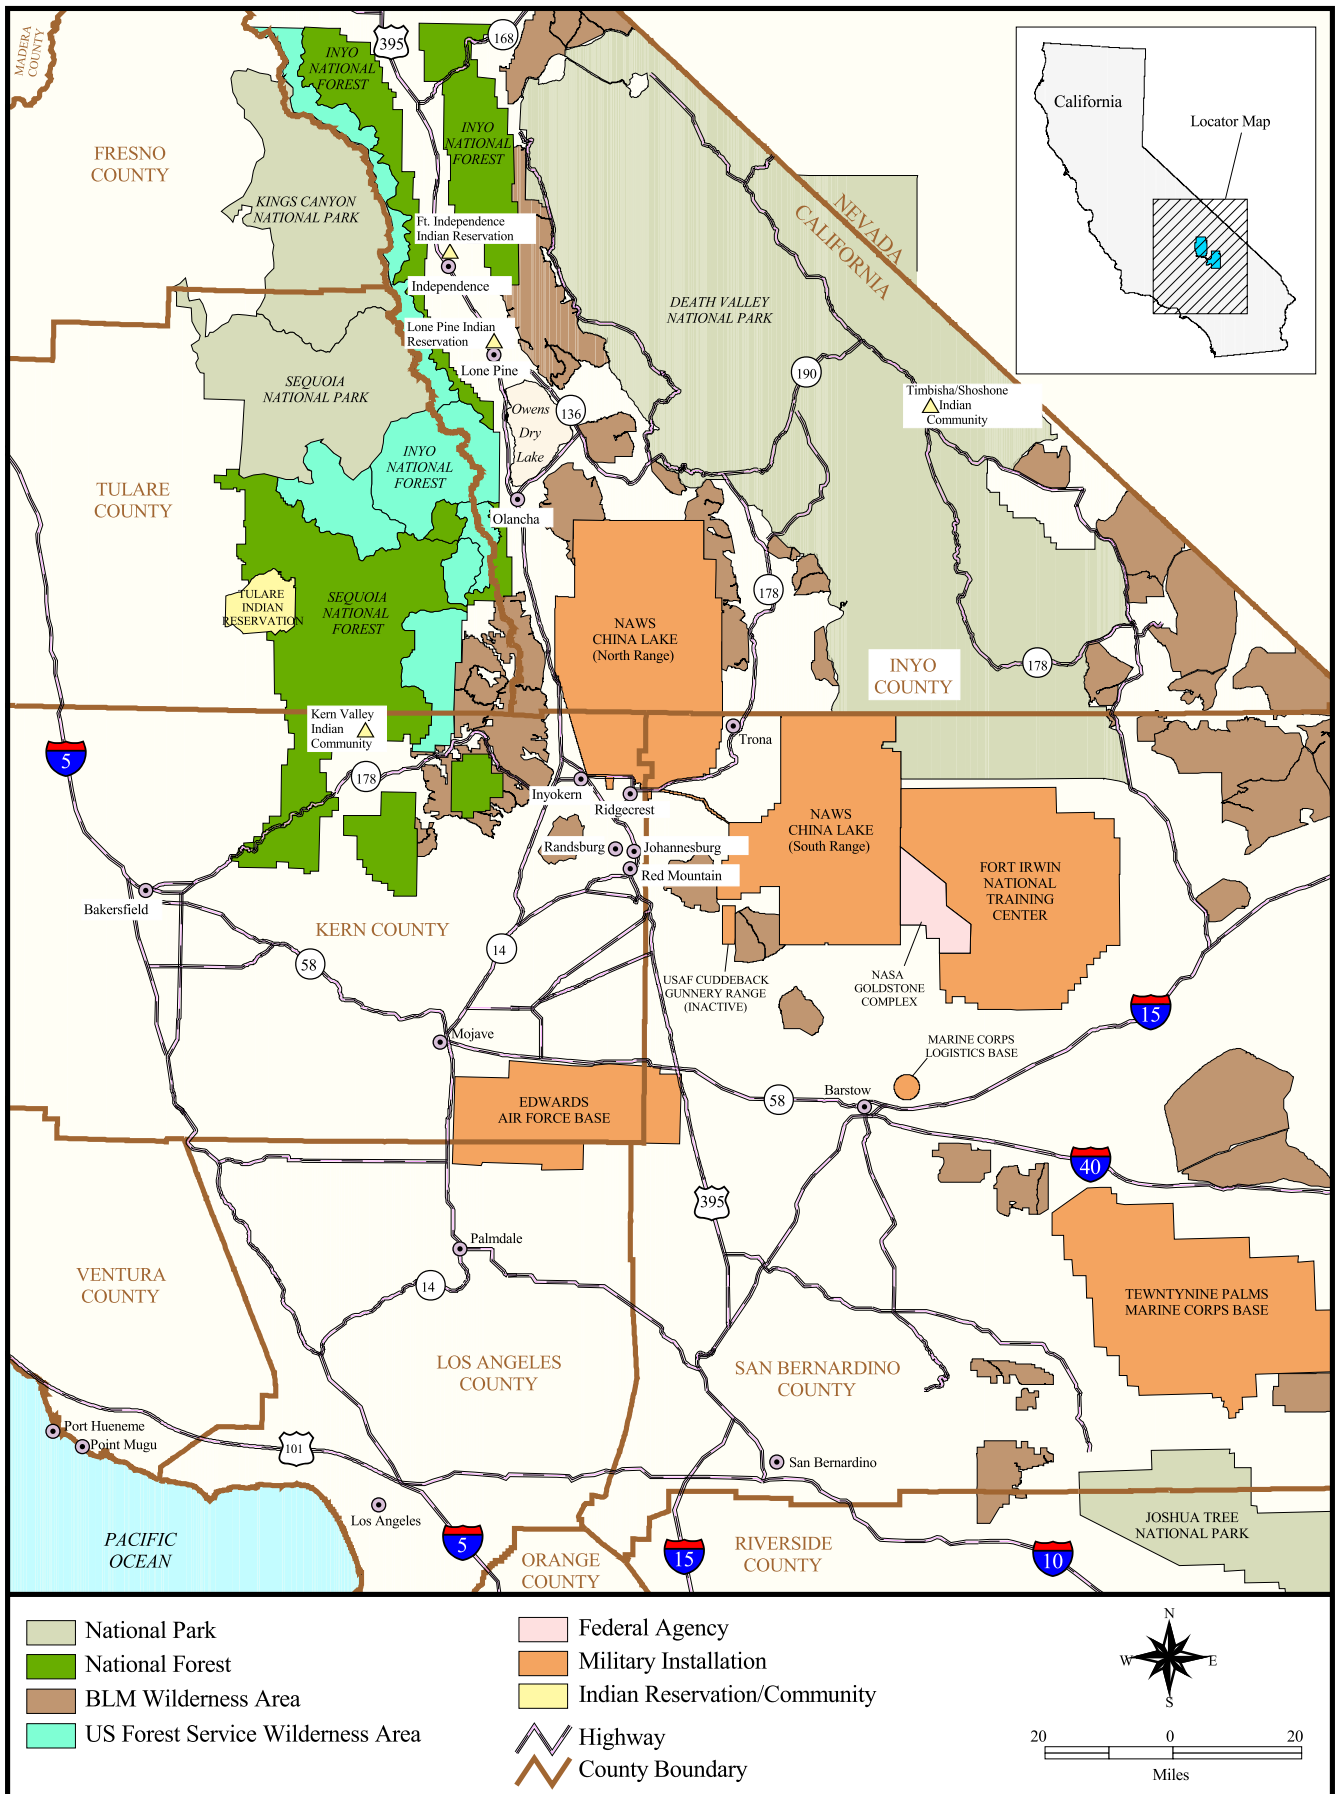 MADERA
COUNTY
395
168
INYO
NATIONAL
FOREST
INYO
NATIONAL
FOREST
FRESNO
COUNTY
KINGS CANYON
NATIONAL PARK
Ft. Independence
Indian Reservation
Independence
NEVADA
CALIFORNIA
California
Locator Map
DEATH VALLEY
NATIONAL PARK
Lone Pine Indian
Reservation
Lone Pine
SEQUOIA
NATIONAL PARK
190
136
Owens
Dry
Lake
Timbisha/Shoshone
Indian
Community
INYO
NATIONAL
FOREST
TULARE
COUNTY
Olancha
TULARE
INDIAN
RESERVATION
SEQUOIA
NATIONAL
FOREST
178
NAWS
CHINA LAKE
(North Range)
INYO
COUNTY
178
Kern Valley
Indian
Community
Trona
5
178
Inyokern
Ridgecrest
NAWS
CHINA LAKE
(South Range)
Randsburg
Johannesburg
Red Mountain
FORT IRWIN
NATIONAL
TRAINING
CENTER
Bakersfield
KERN COUNTY
14
58
USAF CUDDEBACK
GUNNERY RANGE
(INACTIVE)
NASA
GOLDSTONE
COMPLEX
15
Mojave
MARINE CORPS
LOGISTICS BASE
Barstow
58
EDWARDS
AIR FORCE BASE
40
395
Palmdale
14
VENTURA
COUNTY
TEWNTYNINE PALMS
MARINE CORPS BASE
LOS ANGELES
COUNTY
SAN BERNARDINO
COUNTY
Port Hueneme
Point Mugu
101
San Bernardino
Los Angeles
JOSHUA TREE
NATIONAL PARK
PACIFIC
OCEAN
5
ORANGE
COUNTY
15
RIVERSIDE
COUNTY
10
National Park
National Forest
BLM Wilderness Area
US Forest Service Wilderness Area
Federal Agency
Military Installation
Indian Reservation/Community
Highway
County Boundary
N
W
E
S
20
0
20
Miles